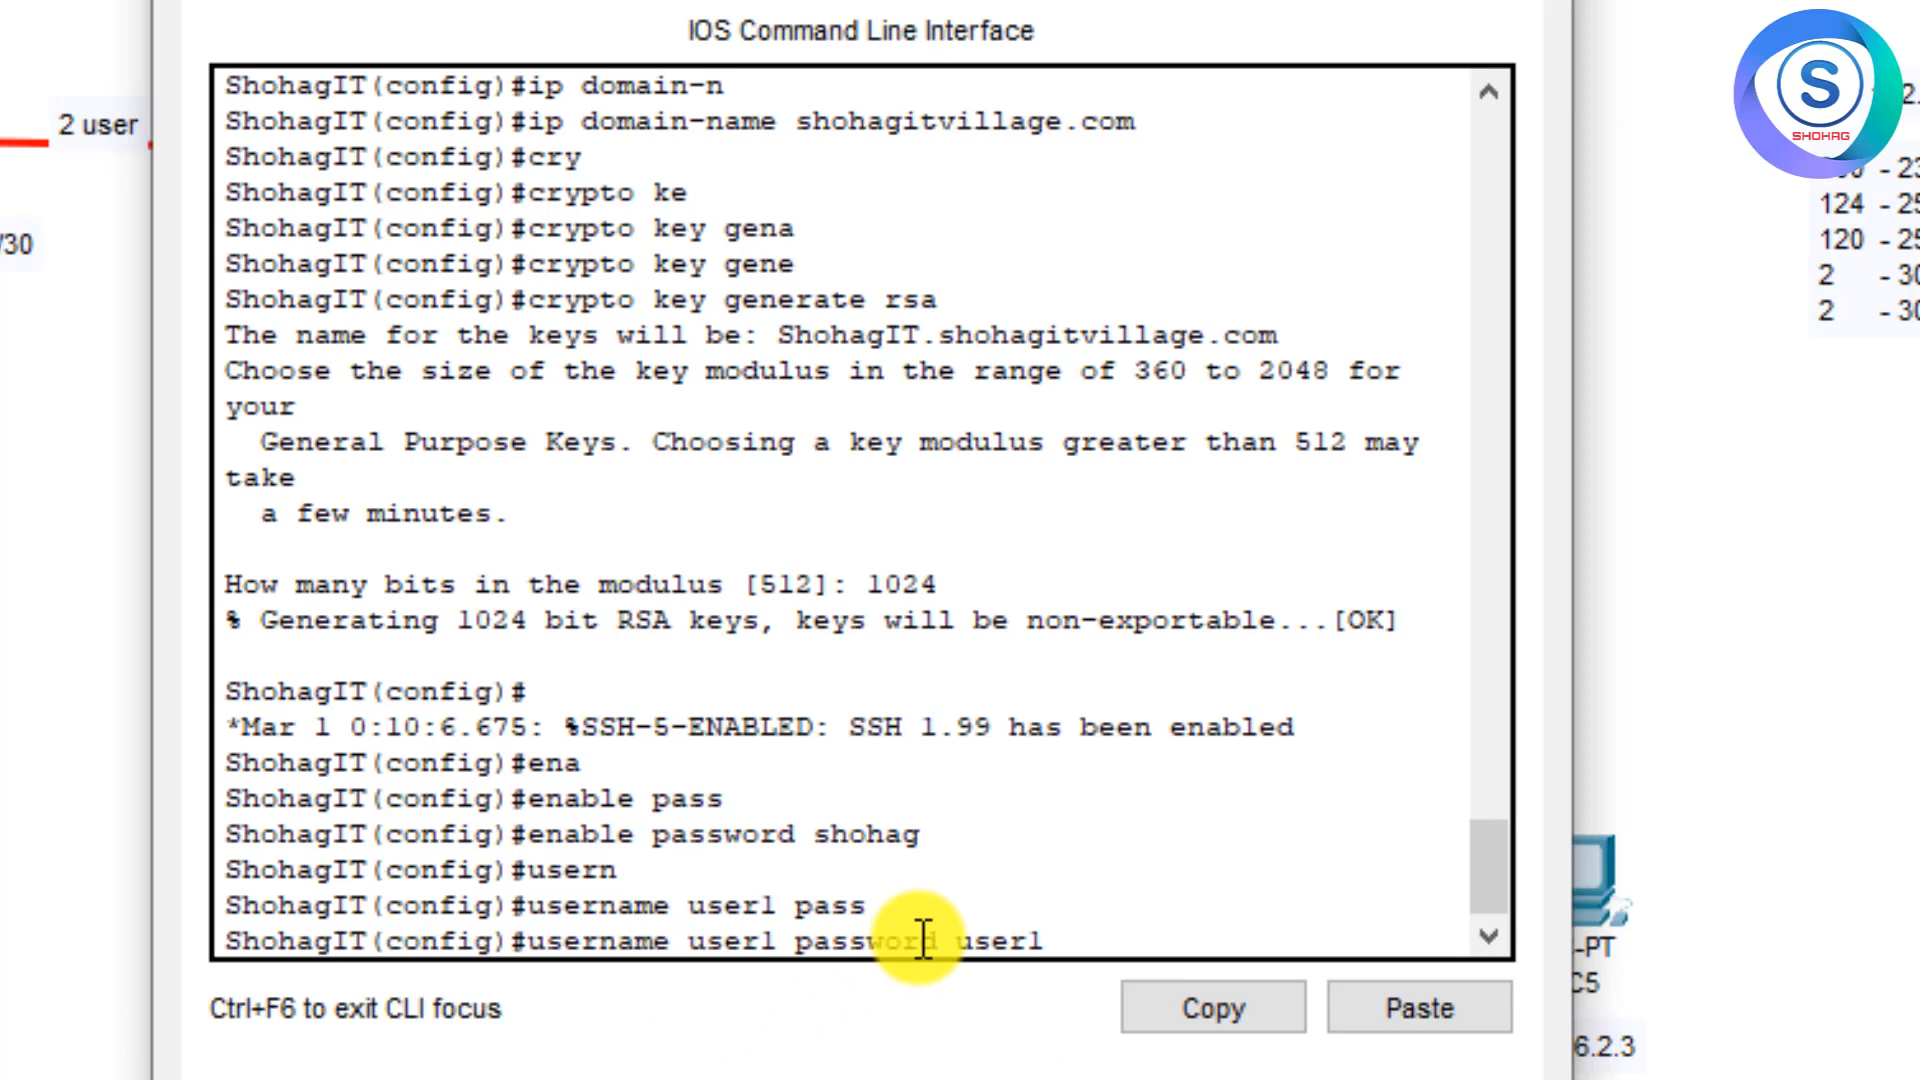 IOS Command Line Interface
ShohagIT(config)#ip domain-n
ShohagIT(config)#ip domain-name shohagitvillage.com
ShohagIT(config)#cry
ShohagIT(config)#crypto ke
ShohagIT(config)#crypto key gena
ShohagIT(config)#crypto key gene
ShohagIT(config)#crypto key generate rsa
The name for the keys will be: ShohagIT.shohagitvillage.com
Choose the size of the key modulus in the range of 360 to 2048 for
your
General Purpose Keys. Choosing a key modulus greater than 512 may
take
a few minutes.
How many bits in the modulus [512]: 1024
% Generating 1024 bit RSA keys, keys will be non-exportable...[OK]
ShohagIT(config)#
*Mar 1 0:10:6.675: %SSH-5-ENABLED: SSH 1.99 has been enabled
ShohagIT(config)#ena
ShohagIT(config)#enable pass
ShohagIT(config)#enable password shohag
ShohagIT(config)#usern
ShohagIT(config)#username user1 pass
ShohagIT(config)#username user1 password user1
Ctrl+F6 to exit CLI focus
Copy
Paste
2 user
/30
S
SHOHAG
124 - 25
120 - 25
2 - 30
2 - 30
-PT
C5
6.2.3